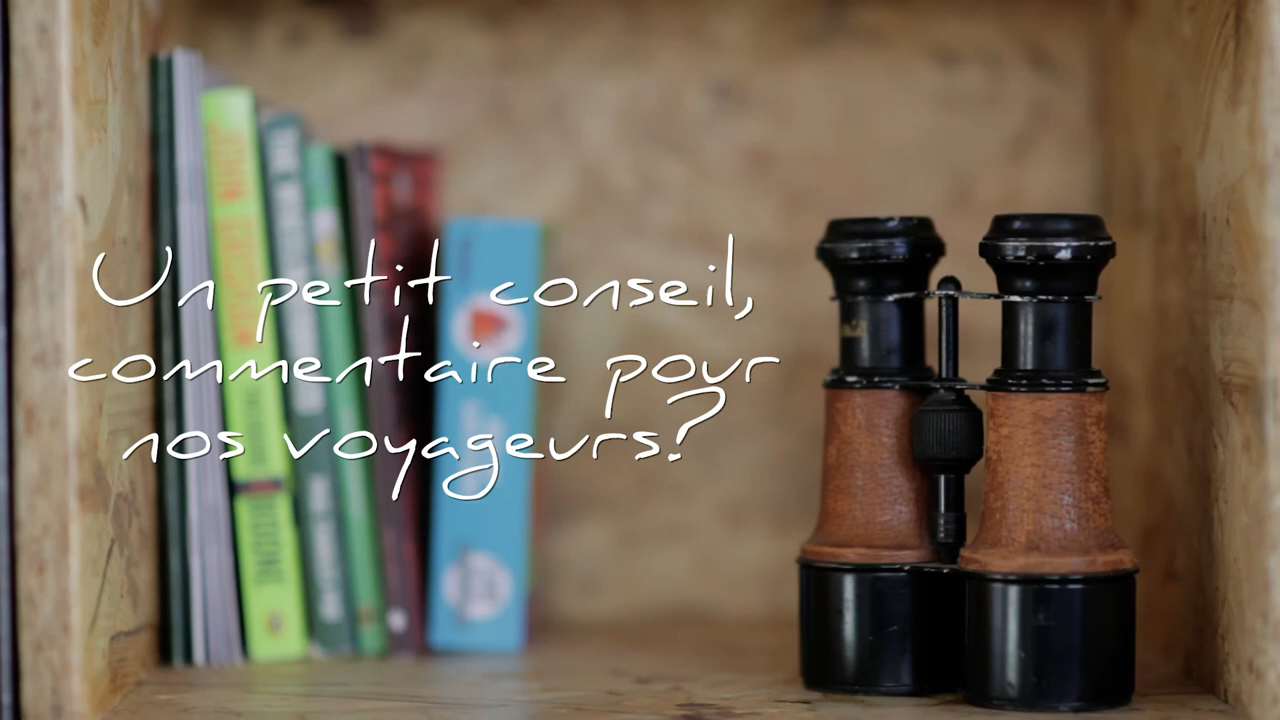 Un petit conseil,
commentaire pour
nos voyageurs?